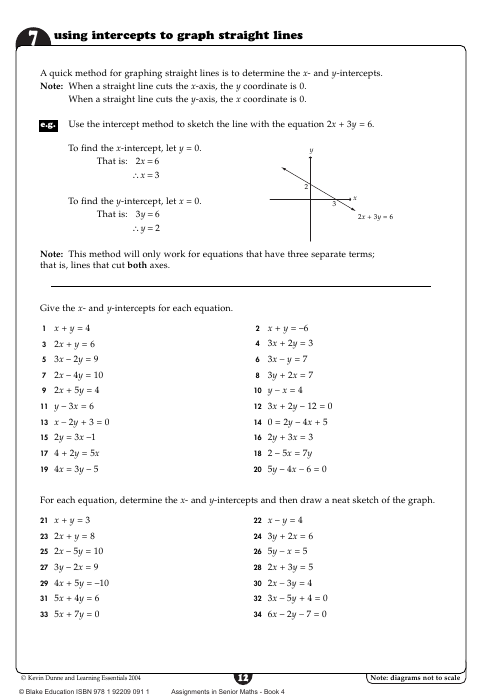 7 using intercepts to graph straight lines
A quick method for graphing straight lines is to determine the x- and y-intercepts.
Note: When a straight line cuts the x-axis, the y coordinate is 0.
When a straight line cuts the y-axis, the x coordinate is 0.
e.g. Use the intercept method to sketch the line with the equation 2x + 3y = 6.
To find the x-intercept, let y = 0.
That is: 2x = 6
∴ x = 3
To find the y-intercept, let x = 0.
That is: 3y = 6
∴ y = 2
y
2
x
3
2x + 3y = 6
Note: This method will only work for equations that have three separate terms;
that is, lines that cut both axes.
Give the x- and y-intercepts for each equation.
1 x + y = 4
2 x + y = –6
3 2x + y = 6
4 3x + 2y = 3
5 3x – 2y = 9
6 3x – y = 7
7 2x – 4y = 10
8 3y + 2x = 7
9 2x + 5y = 4
10 y – x = 4
11 y – 3x = 6
12 3x + 2y – 12 = 0
13 x – 2y + 3 = 0
14 0 = 2y – 4x + 5
15 2y = 3x –1
16 2y + 3x = 3
17 4 + 2y = 5x
18 2 – 5x = 7y
19 4x = 3y – 5
20 5y – 4x – 6 = 0
For each equation, determine the x- and y-intercepts and then draw a neat sketch of the graph.
21 x + y = 3
22 x – y = 4
23 2x + y = 8
24 3y + 2x = 6
25 2x – 5y = 10
26 5y – x = 5
27 3y – 2x = 9
28 2x + 3y = 5
29 4x + 5y = –10
30 2x – 3y = 4
31 5x + 4y = 6
32 3x – 5y + 4 = 0
33 5x + 7y = 0
34 6x – 2y – 7 = 0
© Kevin Dunne and Learning Essentials 2004
12
Note: diagrams not to scale
© Blake Education ISBN 978 1 92209 091 1 Assignments in Senior Maths - Book 4